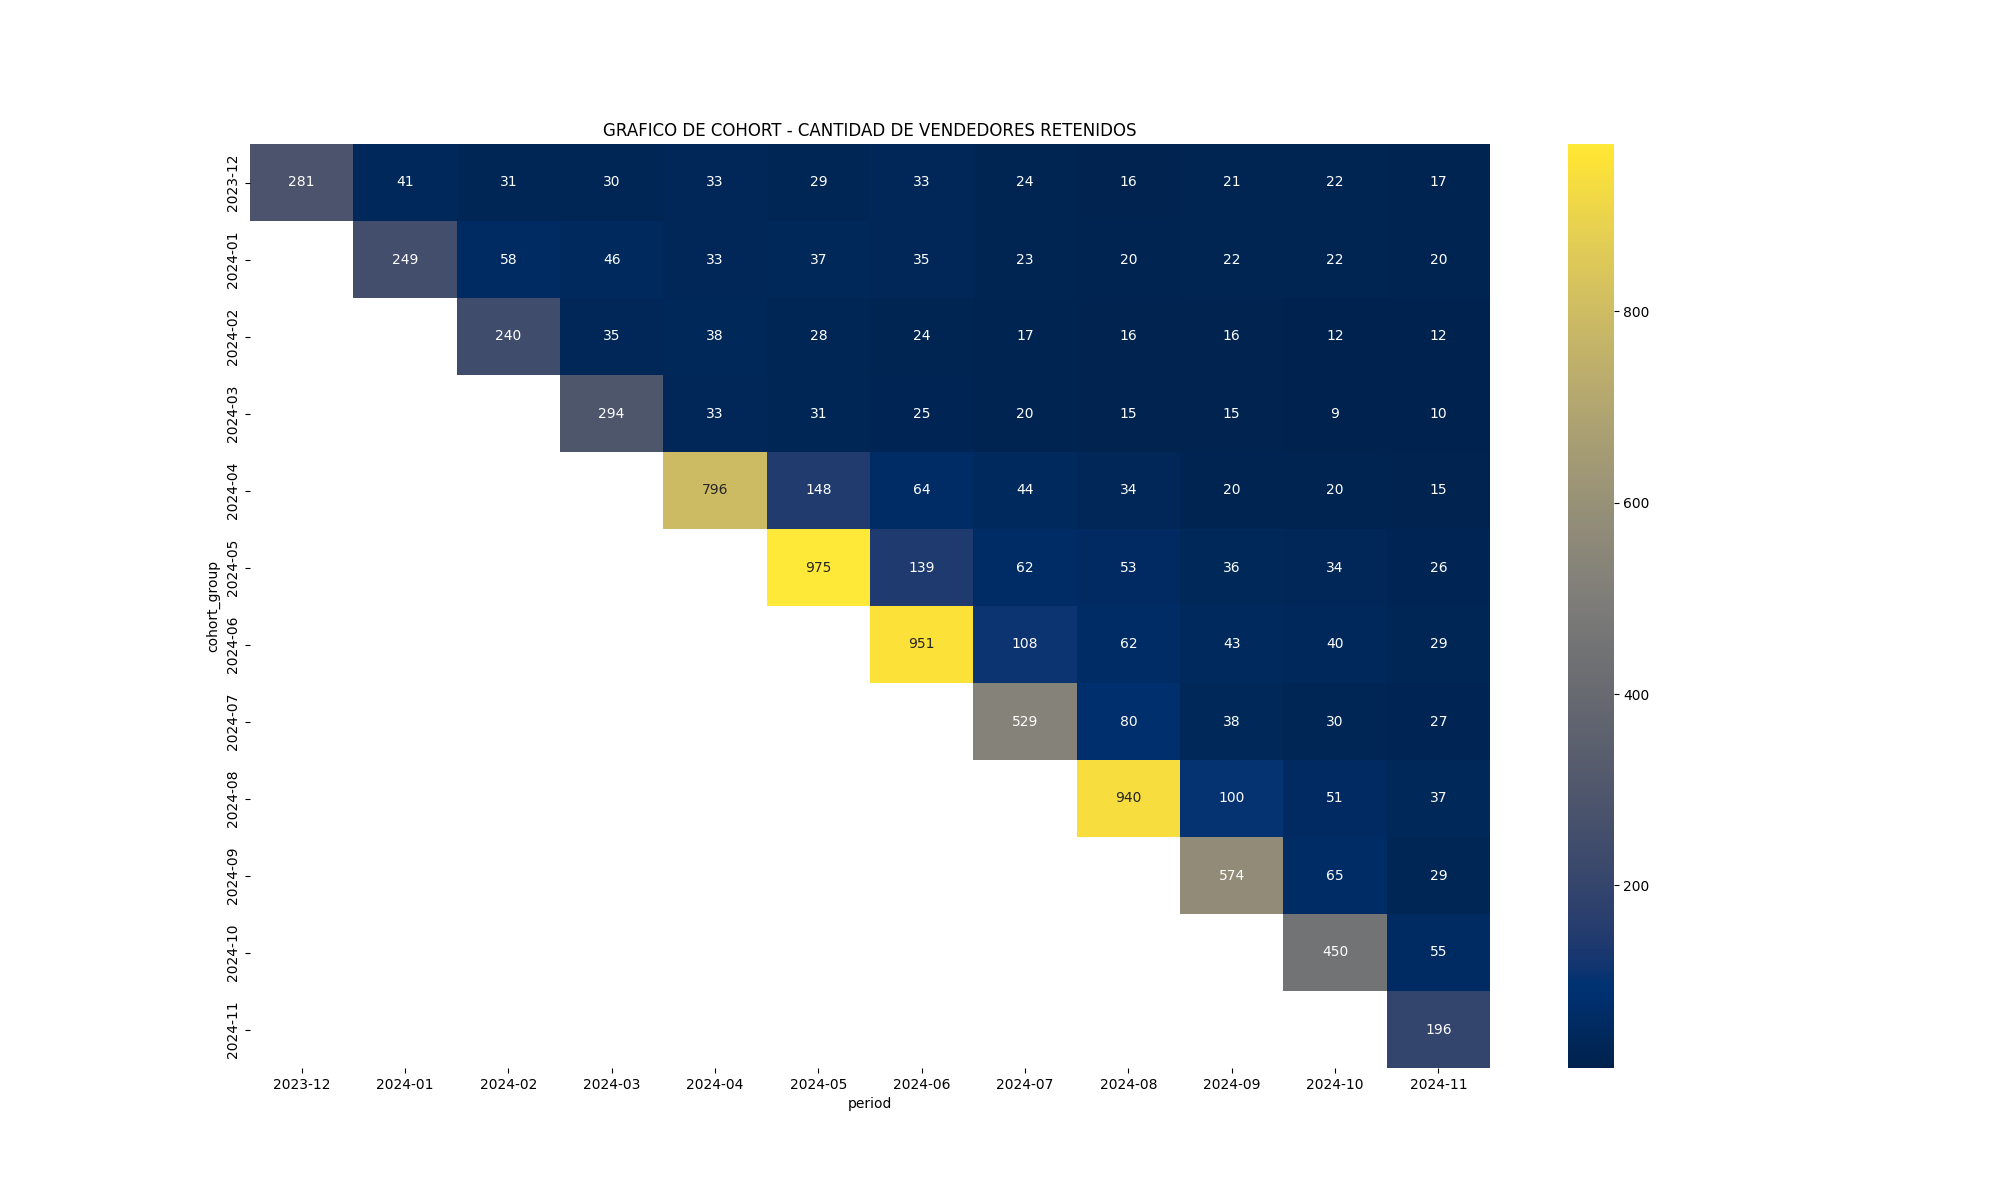 GRAFICO DE COHORT - CANTIDAD DE VENDEDORES RETENIDOS
cohort_group
2023-12 281 41 31 30 33 29 33 24 16 21 22 17
2024-01 249 58 46 33 37 35 23 20 22 22 20
2024-02 240 35 38 28 24 17 16 16 12 12
2024-03 294 33 31 25 20 15 15 9 10
2024-04 796 148 64 44 34 20 20 15
2024-05 975 139 62 53 36 34 26
2024-06 951 108 62 43 40 29
2024-07 529 80 38 30 27
2024-08 940 100 51 37
2024-09 574 65 29
2024-10 450 55
2024-11 196
2023-12 2024-01 2024-02 2024-03 2024-04 2024-05 2024-06 2024-07 2024-08 2024-09 2024-10 2024-11
period
800
600
400
200